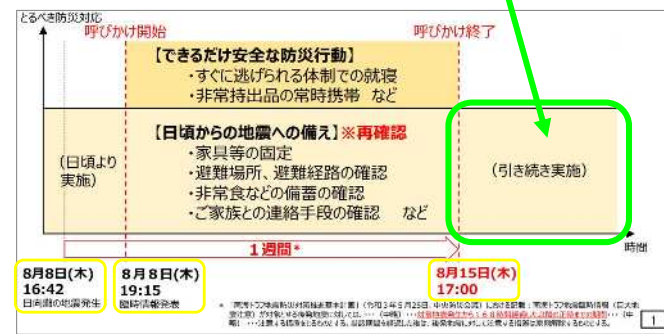 とるべき防災対応
呼びかけ開始
呼びかけ終了
【できるだけ安全な防災行動】
・すぐに逃げられる体制での就寝
・非常持出品の常時携帯 など
【日頃からの地震への備え】※再確認
・家具等の固定
・避難場所、避難経路の確認
・非常食などの備蓄の確認
・ご家族との連絡手段の確認 など
(日頃より
実施)
(引き続き実施)
1週間*
時間
8月8日(木)
16:42
日向灘の地震発生
8月8日(木)
19:15
臨時情報発表
8月15日(木)
17:00
1